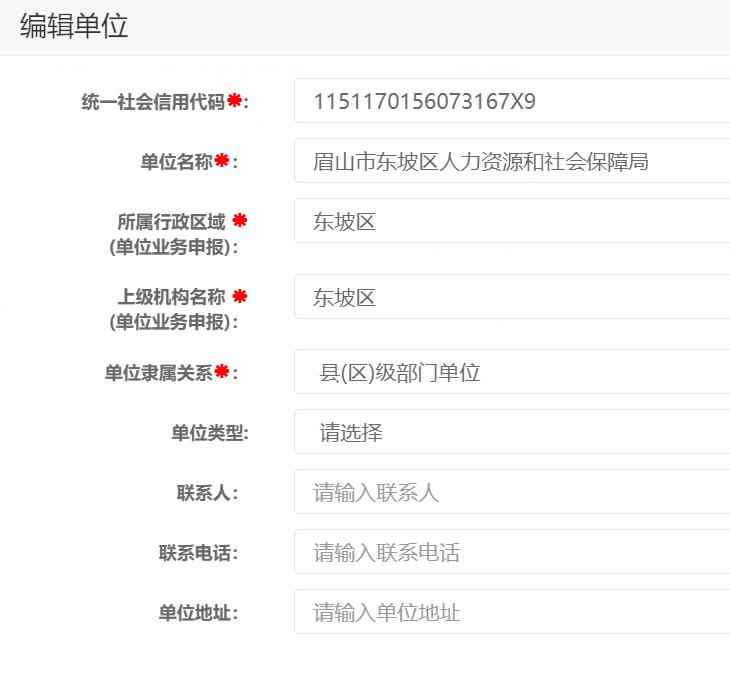 编辑单位
统一社会信用代码*: 1151170156073167X9
单位名称*: 眉山市东坡区人力资源和社会保障局
所属行政区域 * 东坡区
(单位业务申报):
上级机构名称 * 东坡区
(单位业务申报):
单位隶属关系*: 县(区)级部门单位
单位类型: 请选择
联系人: 请输入联系人
联系电话: 请输入联系电话
单位地址: 请输入单位地址